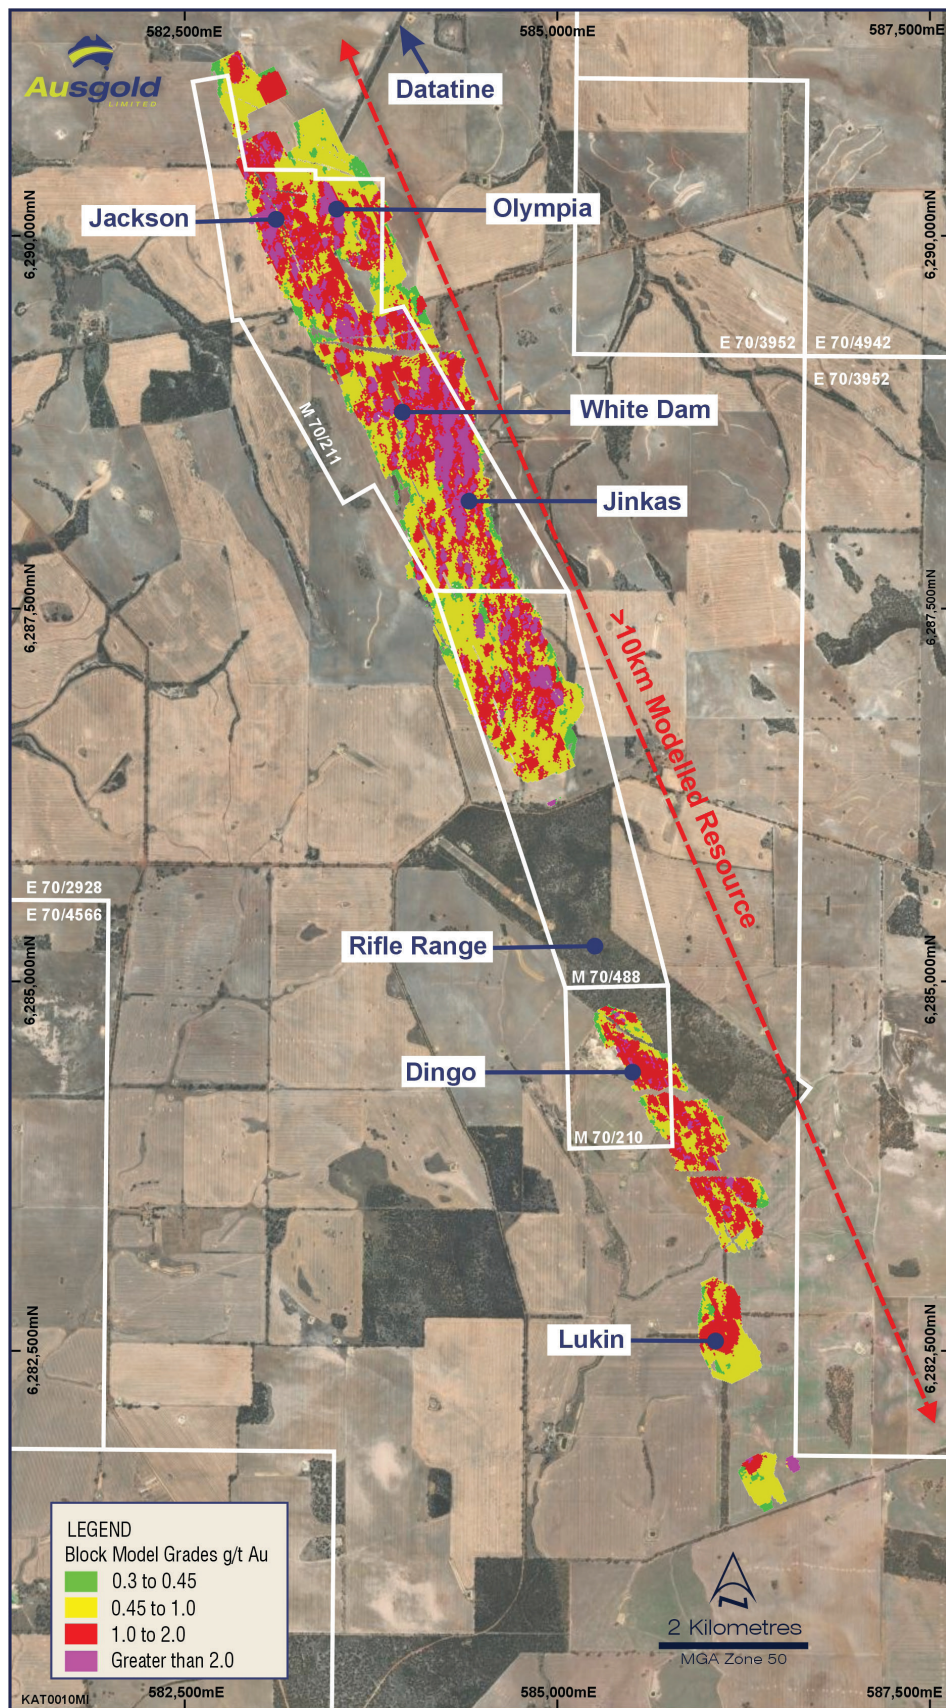 582,500mE
585,000mE
587,500mE
Ausgold
LIMITED
Datatine
Jackson
Olympia
6,290,000mN
6,290,000mN
E 70/3952
E 70/4942
E 70/3952
White Dam
M 70/211
Jinkas
6,287,500mN
6,287,500mN
>10km Modelled Resource
E 70/2928
E 70/4566
Rifle Range
M 70/488
6,285,000mN
6,285,000mN
Dingo
M 70/210
Lukin
6,282,500mN
6,282,500mN
LEGEND
Block Model Grades g/t Au
0.3 to 0.45
0.45 to 1.0
1.0 to 2.0
Greater than 2.0
N
2 Kilometres
MGA Zone 50
KAT0010MI
582,500mE
585,000mE
587,500mE